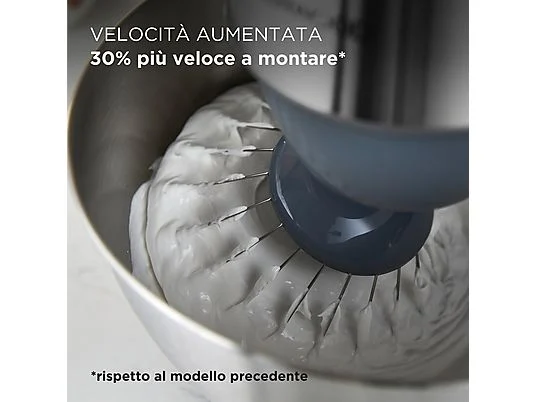 VELOCITÀ AUMENTATA
30% più veloce a montare*
*rispetto al modello precedente